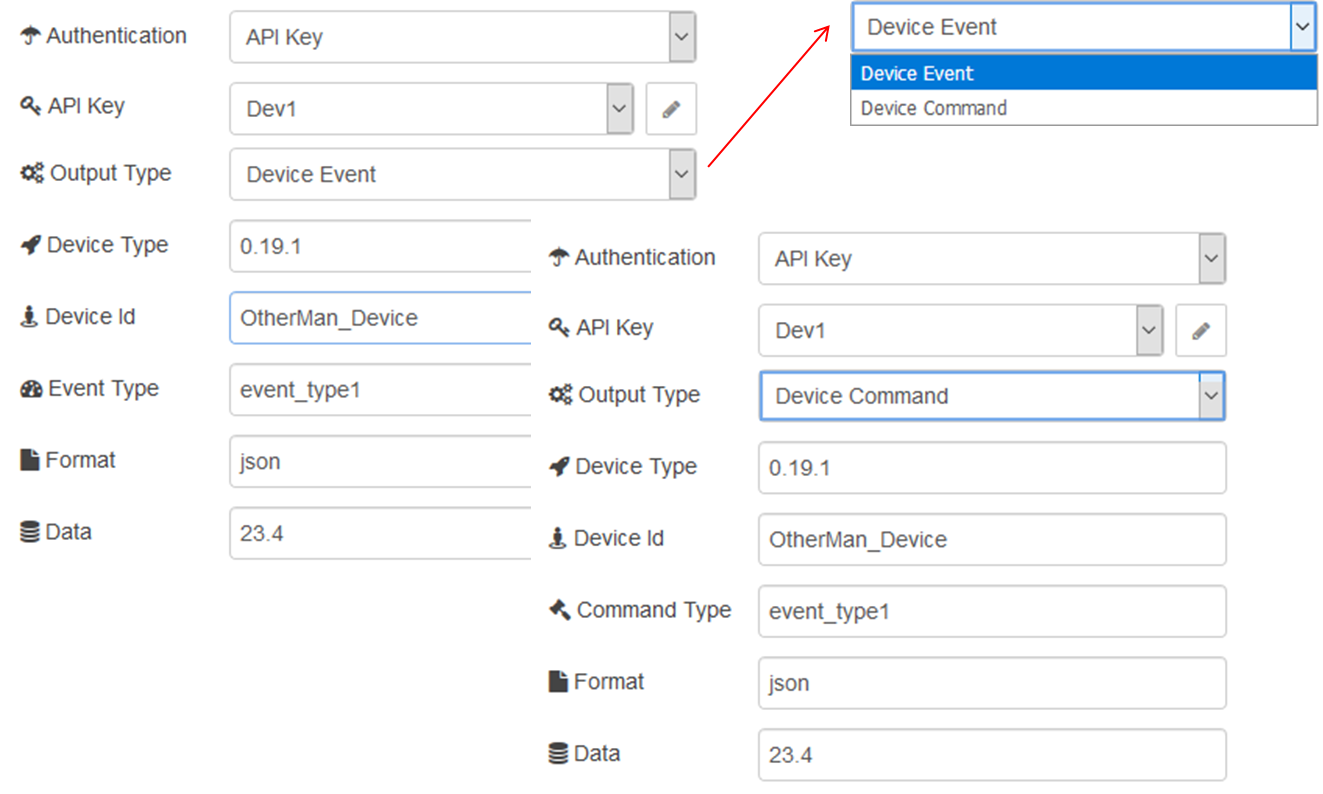 Authentication API Key
API Key Dev1
Output Type Device Event
Device Type 0.19.1
Device Id OtherMan_Device
Event Type event_type1
Format json
Data 23.4
Device Event
Device Event
Device Command
Authentication API Key
API Key Dev1
Output Type Device Command
Device Type 0.19.1
Device Id OtherMan_Device
Command Type event_type1
Format json
Data 23.4